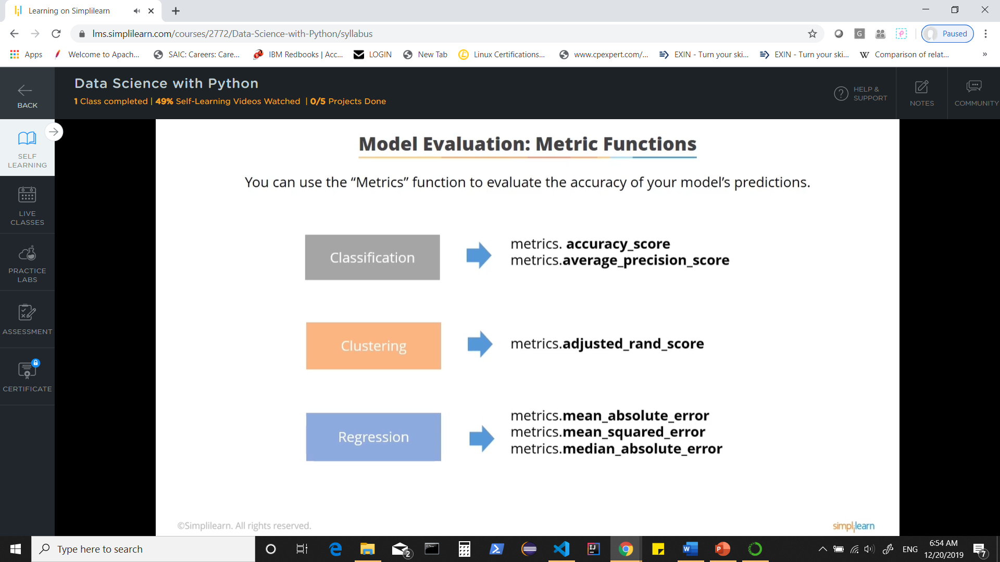 Learning on Simplilearn
lms.simplilearn.com/courses/2772/Data-Science-with-Python/syllabus
G
Paused
Apps
Welcome to Apach...
SAIC: Careers: Care...
IBM Redbooks | Acc...
LOGIN
New Tab
Linux Certifications...
www.cpexpert.com/...
EXIN - Turn your ski...
EXIN - Turn your ski...
W
Comparison of relat...
»
BACK
Data Science with Python
1 Class completed | 49% Self-Learning Videos Watched | 0/5 Projects Done
HELP &
SUPPORT
NOTES
COMMUNITY
SELF
LEARNING
LIVE
CLASSES
PRACTICE
LABS
ASSESSMENT
CERTIFICATE
Model Evaluation: Metric Functions
You can use the “Metrics” function to evaluate the accuracy of your model’s predictions.
Classification
metrics. accuracy_score
metrics.average_precision_score
Clustering
metrics.adjusted_rand_score
Regression
metrics.mean_absolute_error
metrics.mean_squared_error
metrics.median_absolute_error
©Simplilearn. All rights reserved.
simplilearn
Type here to search
2
ENG
6:54 AM
12/20/2019
7